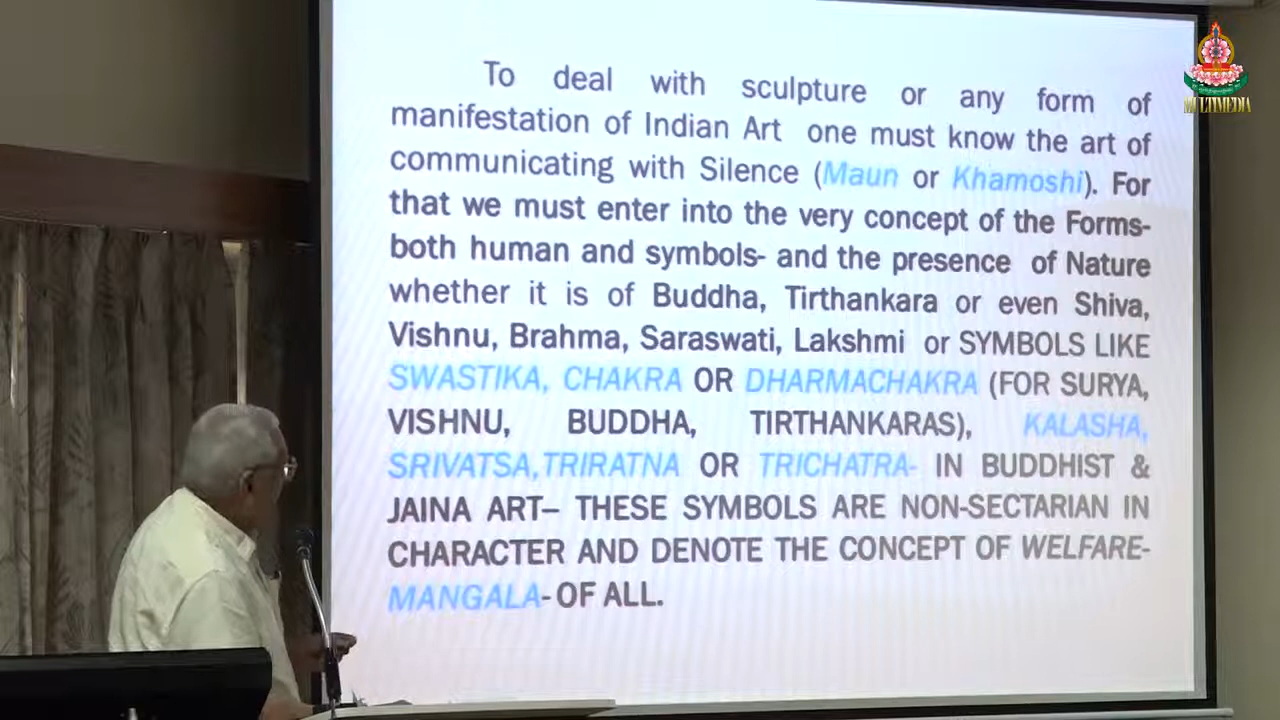 To deal with sculpture or any form of
manifestation of Indian Art one must know the art of
communicating with Silence (Maun or Khamoshi). For
that we must enter into the very concept of the Forms-
both human and symbols- and the presence of Nature
whether it is of Buddha, Tirthankara or even Shiva,
Vishnu, Brahma, Saraswati, Lakshmi or SYMBOLS LIKE
SWASTIKA, CHAKRA OR DHARMACHAKRA (FOR SURYA,
VISHNU, BUDDHA, TIRTHANKARAS), KALASHA,
SRIVATSA,TRIRATNA OR TRICHATRA- IN BUDDHIST &
JAINA ART– THESE SYMBOLS ARE NON-SECTARIAN IN
CHARACTER AND DENOTE THE CONCEPT OF WELFARE-
MANGALA-OF ALL.
MULTIMEDIA